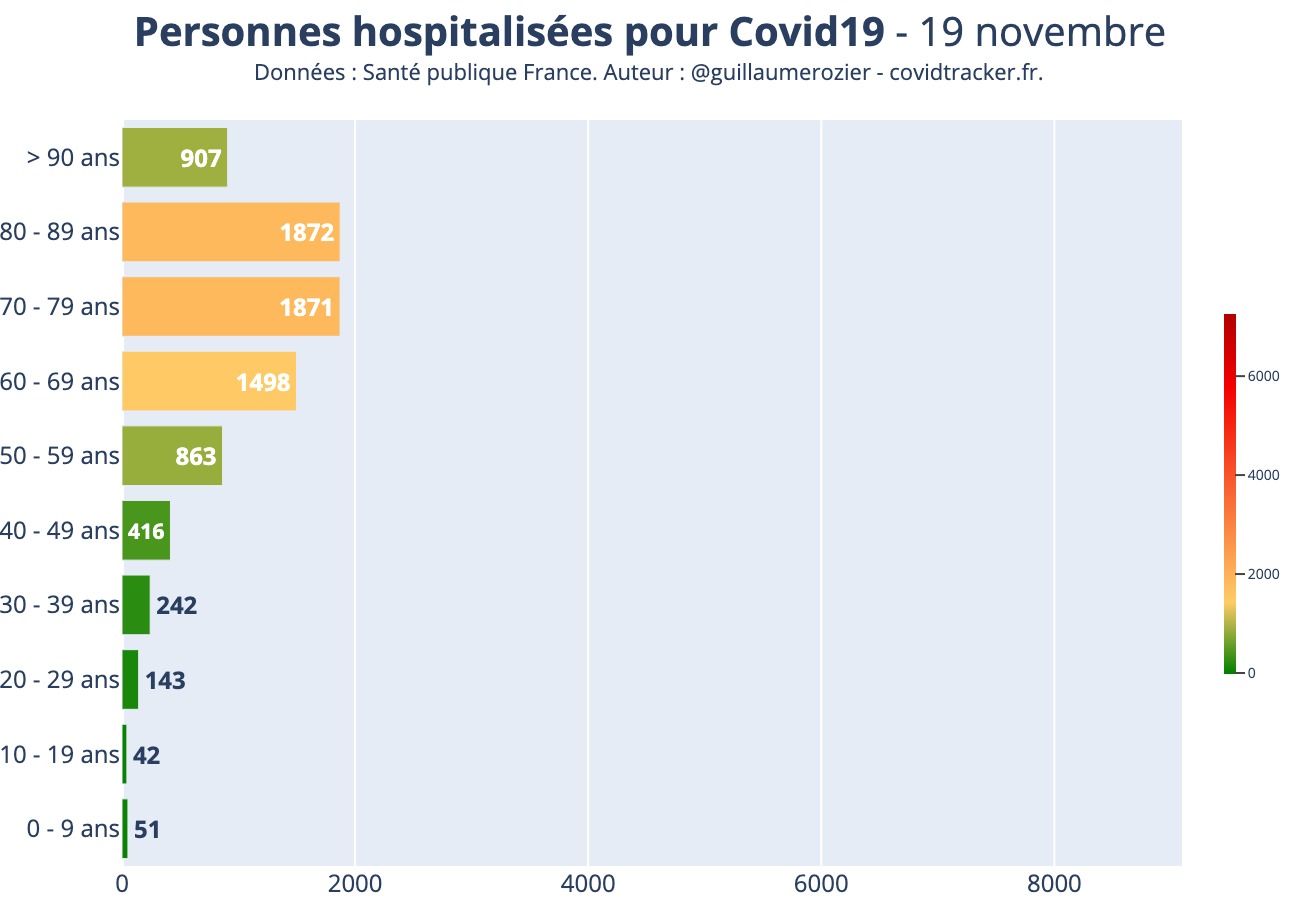 Personnes hospitalisées pour Covid19 - 19 novembre
Données : Santé publique France. Auteur : @guillaumerozier - covidtracker.fr.
> 90 ans 907
80 - 89 ans 1872
70 - 79 ans 1871
60 - 69 ans 1498
50 - 59 ans 863
40 - 49 ans 416
30 - 39 ans 242
20 - 29 ans 143
10 - 19 ans 42
0 - 9 ans 51
0 2000 4000 6000 8000
6000
4000
2000
0